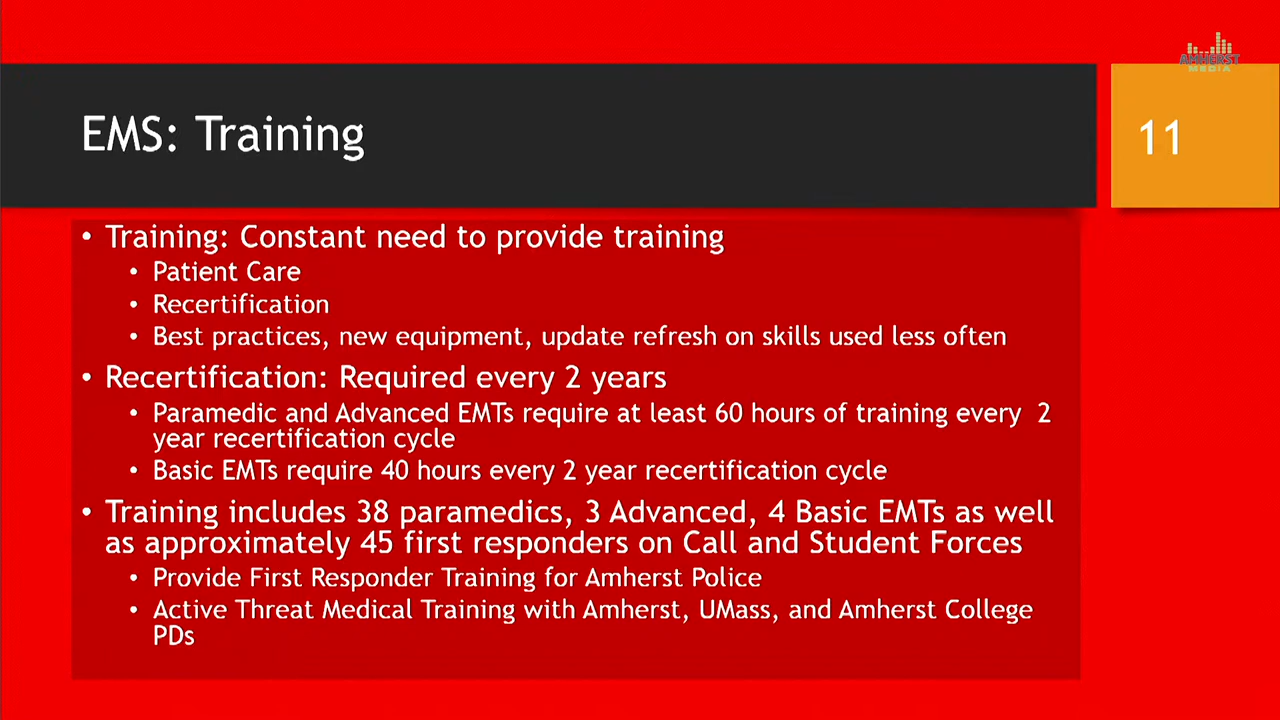 AMHERST
MEDIA
EMS: Training
11
• Training: Constant need to provide training
• Patient Care
• Recertification
• Best practices, new equipment, update refresh on skills used less often
• Recertification: Required every 2 years
• Paramedic and Advanced EMTs require at least 60 hours of training every 2
year recertification cycle
• Basic EMTs require 40 hours every 2 year recertification cycle
• Training includes 38 paramedics, 3 Advanced, 4 Basic EMTs as well
as approximately 45 first responders on Call and Student Forces
• Provide First Responder Training for Amherst Police
• Active Threat Medical Training with Amherst, UMass, and Amherst College
PDs